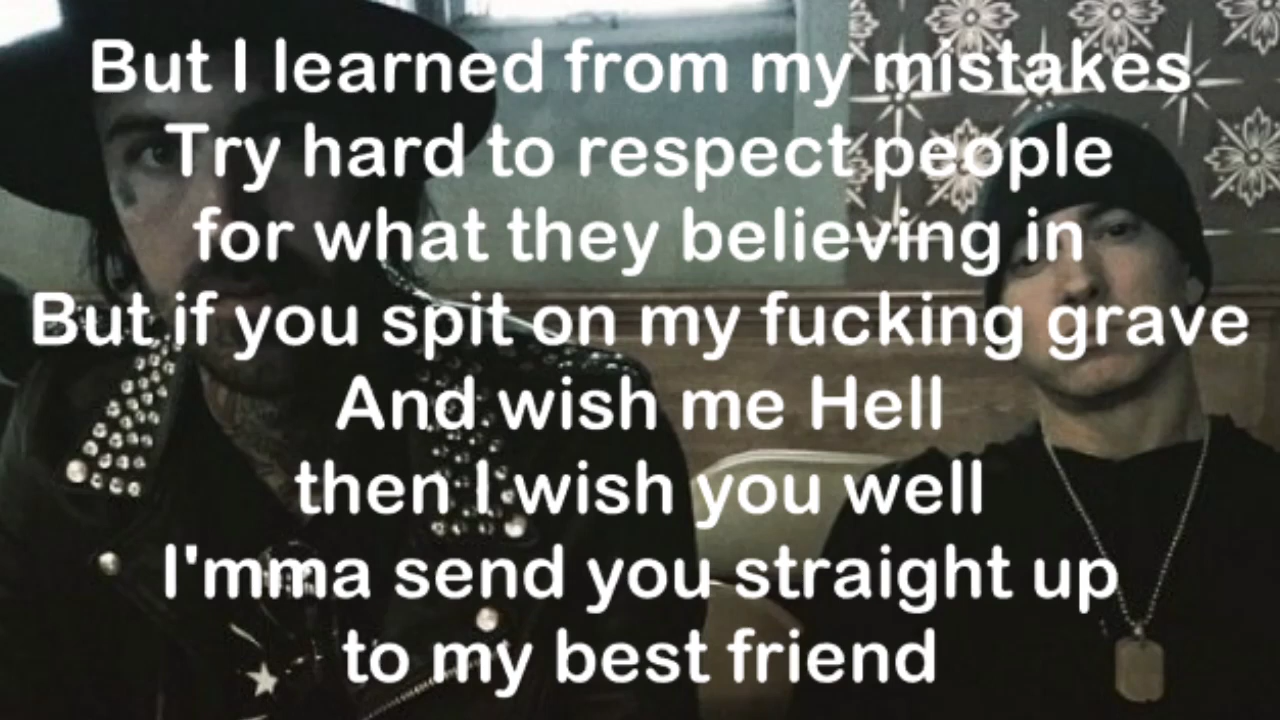 But I learned from my mistakes
Try hard to respect people
for what they believing in
But if you spit on my fucking grave
And wish me Hell
then I wish you well
I'mma send you straight up
to my best friend